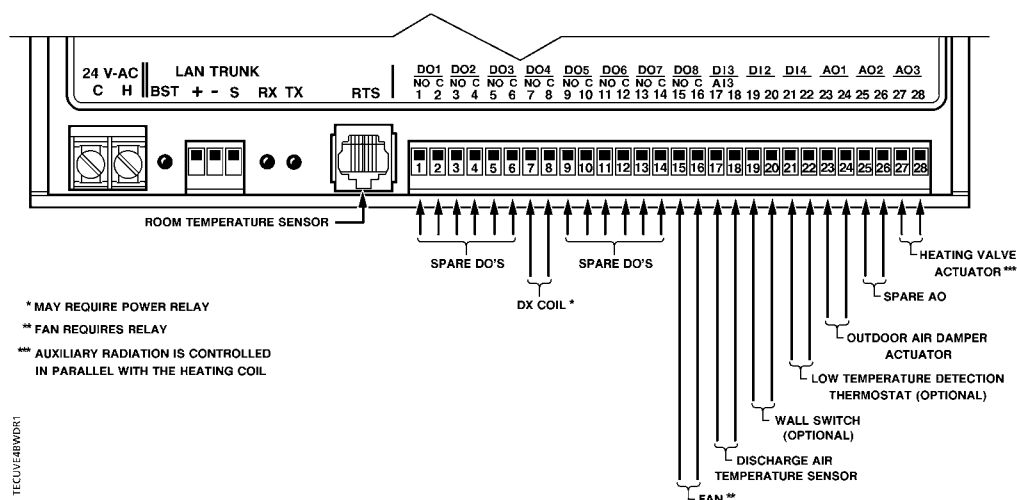 24 V-AC LAN TRUNK DO1 DO2 DO3 DO4 DO5 DO6 DO7 DO8 DI3 DI2 DI4 AO1 AO2 AO3
C H BST + - S RX TX RTS NO C NO C NO C NO C NO C NO C NO C NO C AI3
1 2 3 4 5 6 7 8 9 10 11 12 13 14 15 16 17 18 19 20 21 22 23 24 25 26 27 28
1 2 3 4 5 6 7 8 9 10 11 12 13 14 15 16 17 18 19 20 21 22 23 24 25 26 27 28
ROOM TEMPERATURE SENSOR
SPARE DO'S
SPARE DO'S
HEATING VALVE
ACTUATOR ***
DX COIL *
SPARE AO
* MAY REQUIRE POWER RELAY
** FAN REQUIRES RELAY
*** AUXILIARY RADIATION IS CONTROLLED
IN PARALLEL WITH THE HEATING COIL
OUTDOOR AIR DAMPER
ACTUATOR
LOW TEMPERATURE DETECTION
THERMOSTAT (OPTIONAL)
WALL SWITCH
(OPTIONAL)
DISCHARGE AIR
TEMPERATURE SENSOR
FAN **
TECUVE4BWDR1